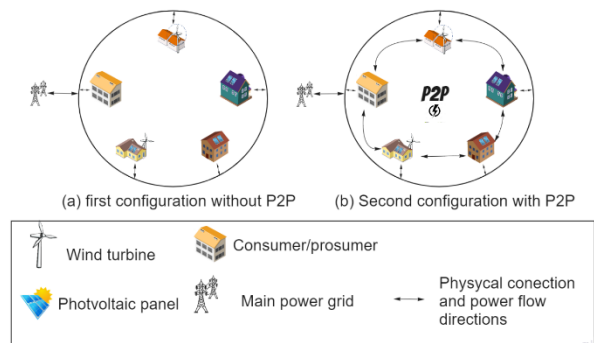 P2P
(a) first configuration without P2P
(b) Second configuration with P2P
Wind turbine
Consumer/prosumer
Photvoltaic panel
Main power grid
Physycal conection
and power flow
directions